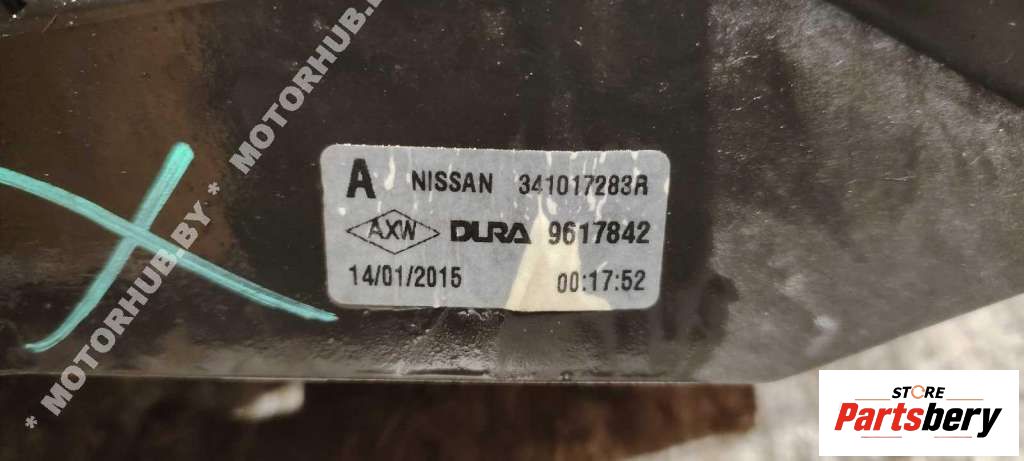 * MOTORHUB.BY * MOTORHUB.BY
A NISSAN 341017283R
AXW DURA 9617842
14/01/2015 00:17:52
STORE
Partsbery